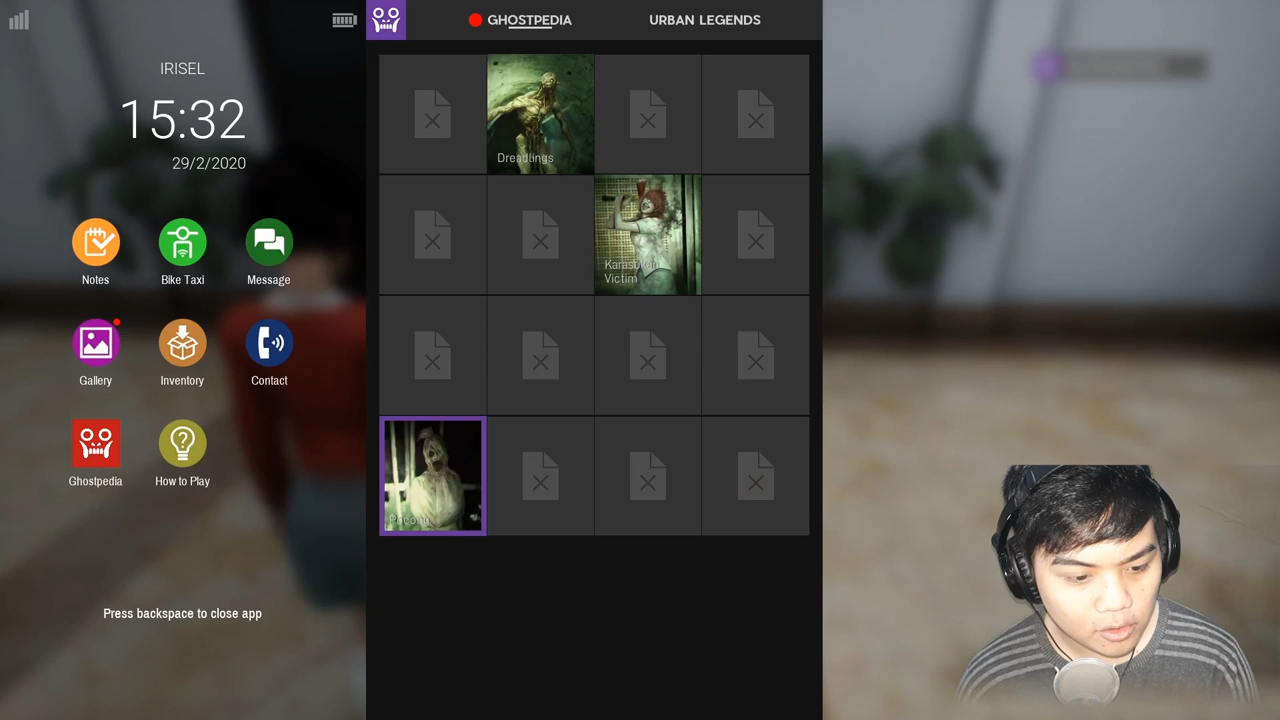 IRISEL
15:32
29/2/2020
Notes
Bike Taxi
Message
Gallery
Inventory
Contact
Ghostpedia
How to Play
Press backspace to close app
GHOSTPEDIA
URBAN LEGENDS
Dreadlings
Victim
Pocong